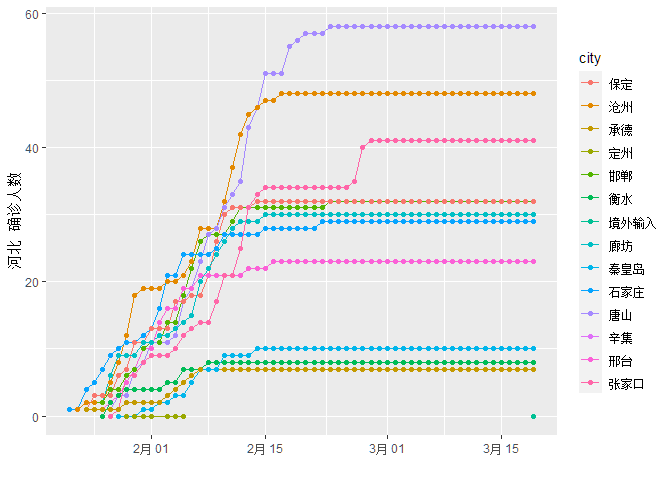 60
40
20
0
河北 确诊人数
2月 01
2月 15
3月 01
3月 15
city
保定
沧州
承德
定州
邯郸
衡水
境外输入
廊坊
秦皇岛
石家庄
唐山
辛集
邢台
张家口